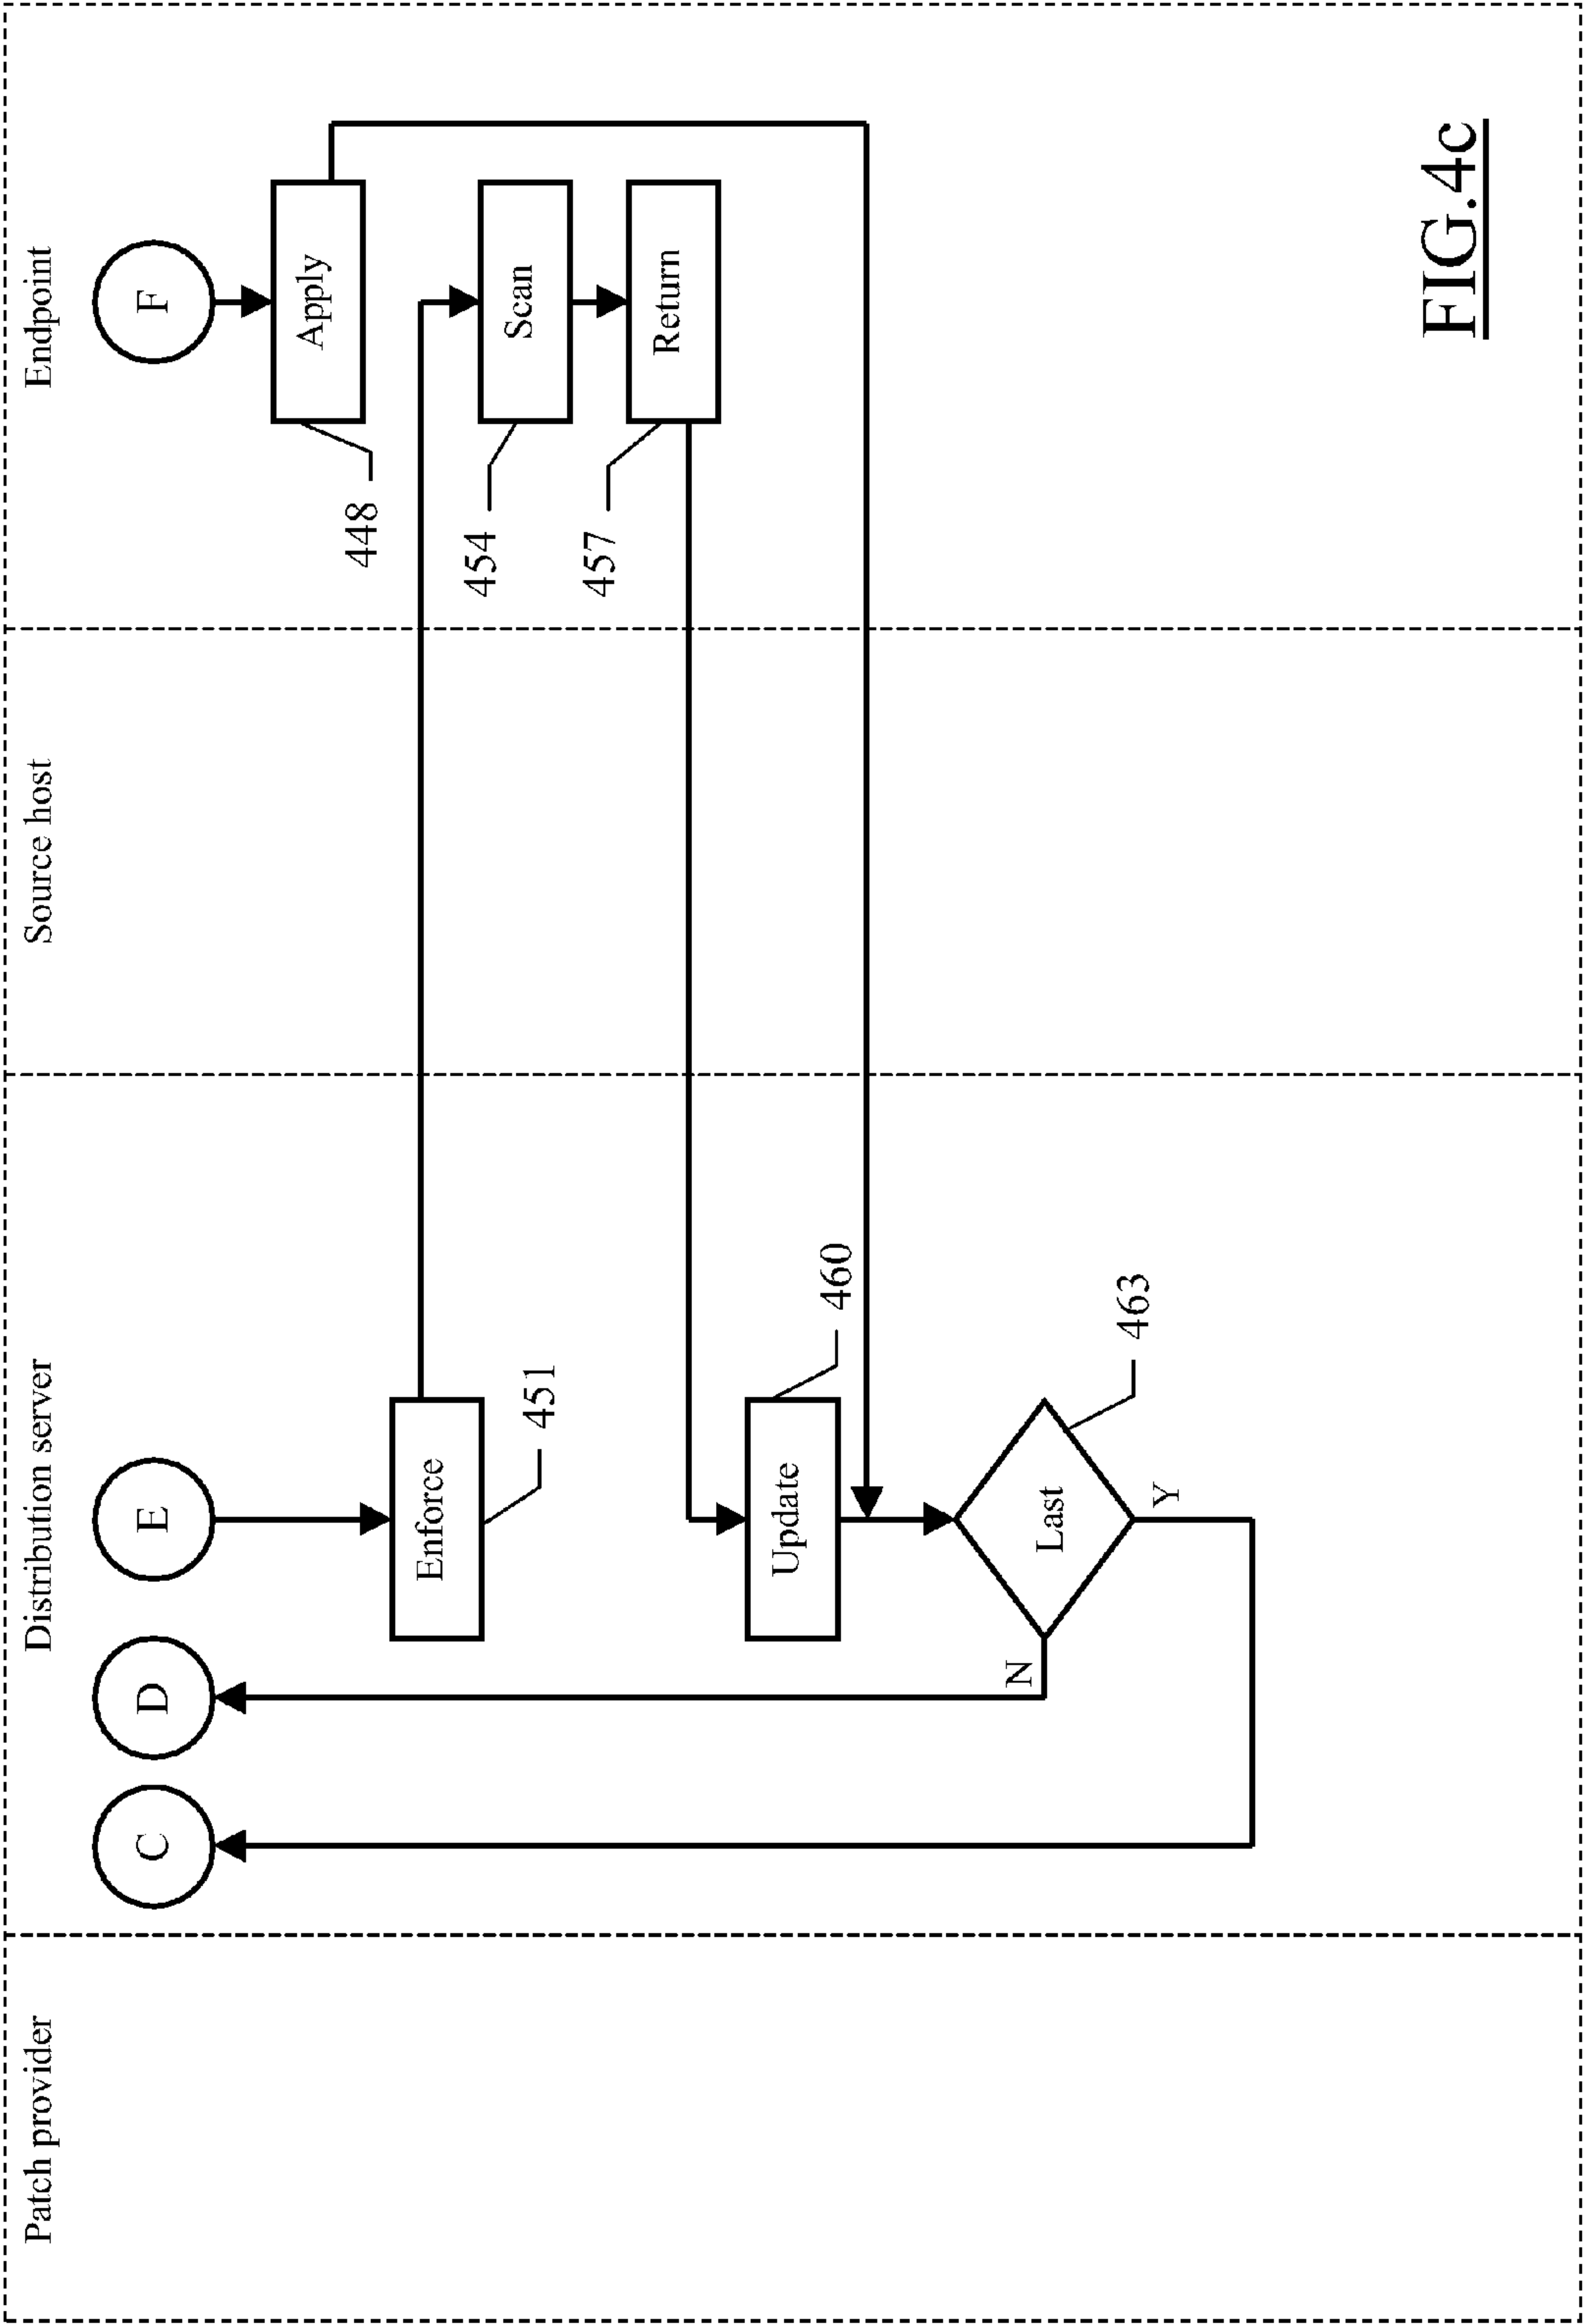 Patch provider
Distribution server
Source host
Endpoint
C
D
E
F
Apply
448
Enforce
451
Scan
454
Return
457
Update
460
Last
463
N
Y
FIG.4c